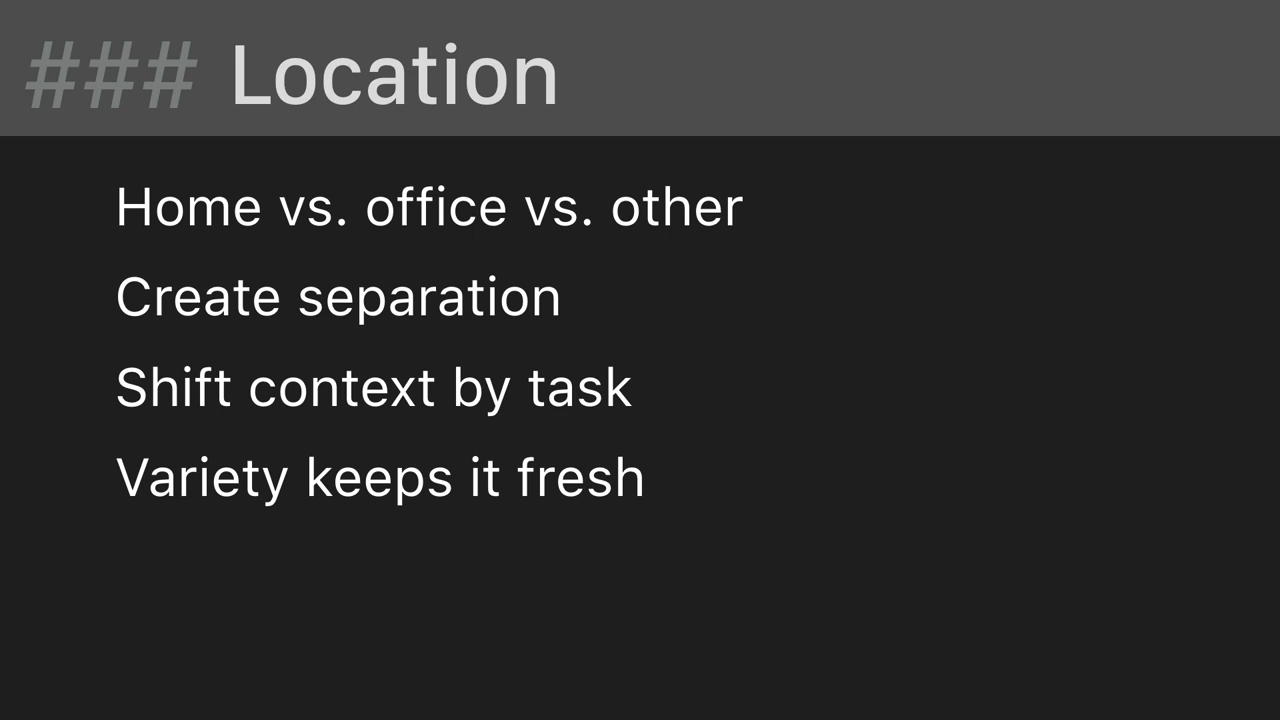 ### Location
Home vs. office vs. other
Create separation
Shift context by task
Variety keeps it fresh